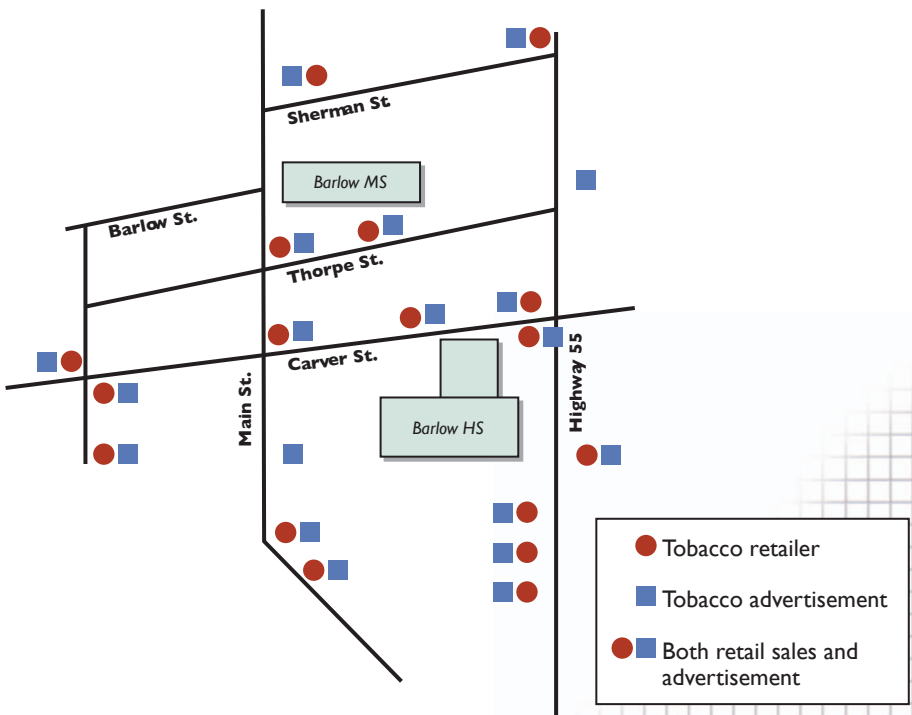 Sherman St.
Barlow MS
Barlow St.
Thorpe St.
Carver St.
Main St.
Highway 55
Barlow HS
Tobacco retailer
Tobacco advertisement
Both retail sales and
advertisement